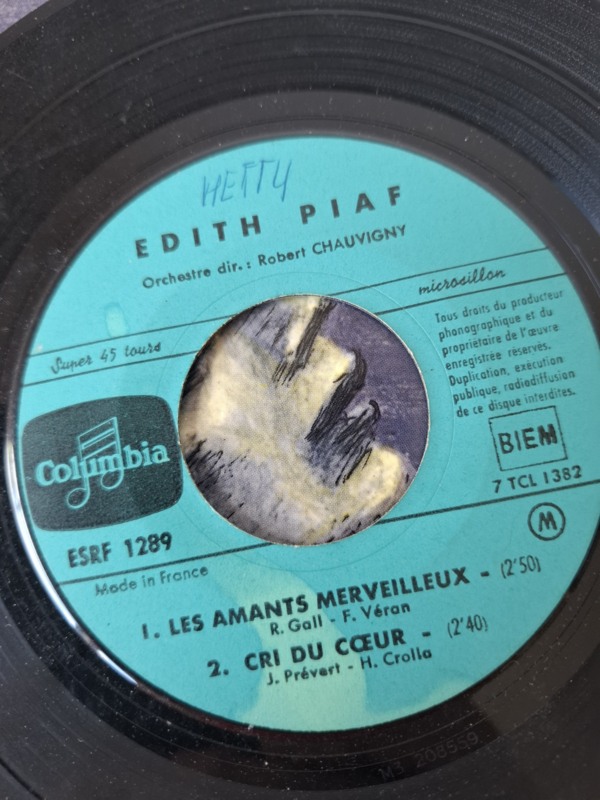 HETTY
EDITH PIAF
Orchestre dir. : Robert CHAUVIGNY
microsillon
Super 45 tours
Tous droits du producteur
phonographique et du
propriétaire de l'œuvre
enregistrée réservés.
Duplication, exécution
publique, radiodiffusion
de ce disque interdites.
Columbia
BIEM
7 TCL 1382
ESRF 1289
M
Made in France
1. LES AMANTS MERVEILLEUX - (2'50)
R. Gall - F. Véran
2. CRI DU CŒUR - (2'40)
J. Prévert - H. Crolla
M3 208559